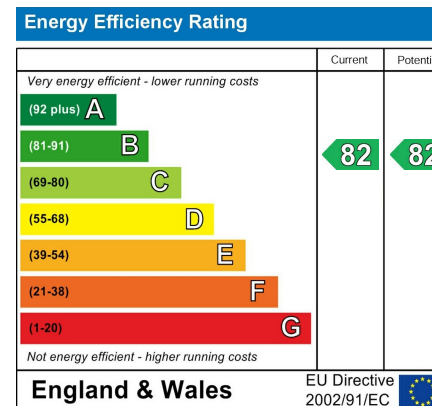 Energy Efficiency Rating
Current Potenti
Very energy efficient - lower running costs
(92 plus) A
(81-91) B
82 82
(69-80) C
(55-68) D
(39-54) E
(21-38) F
(1-20) G
Not energy efficient - higher running costs
England & Wales
EU Directive
2002/91/EC